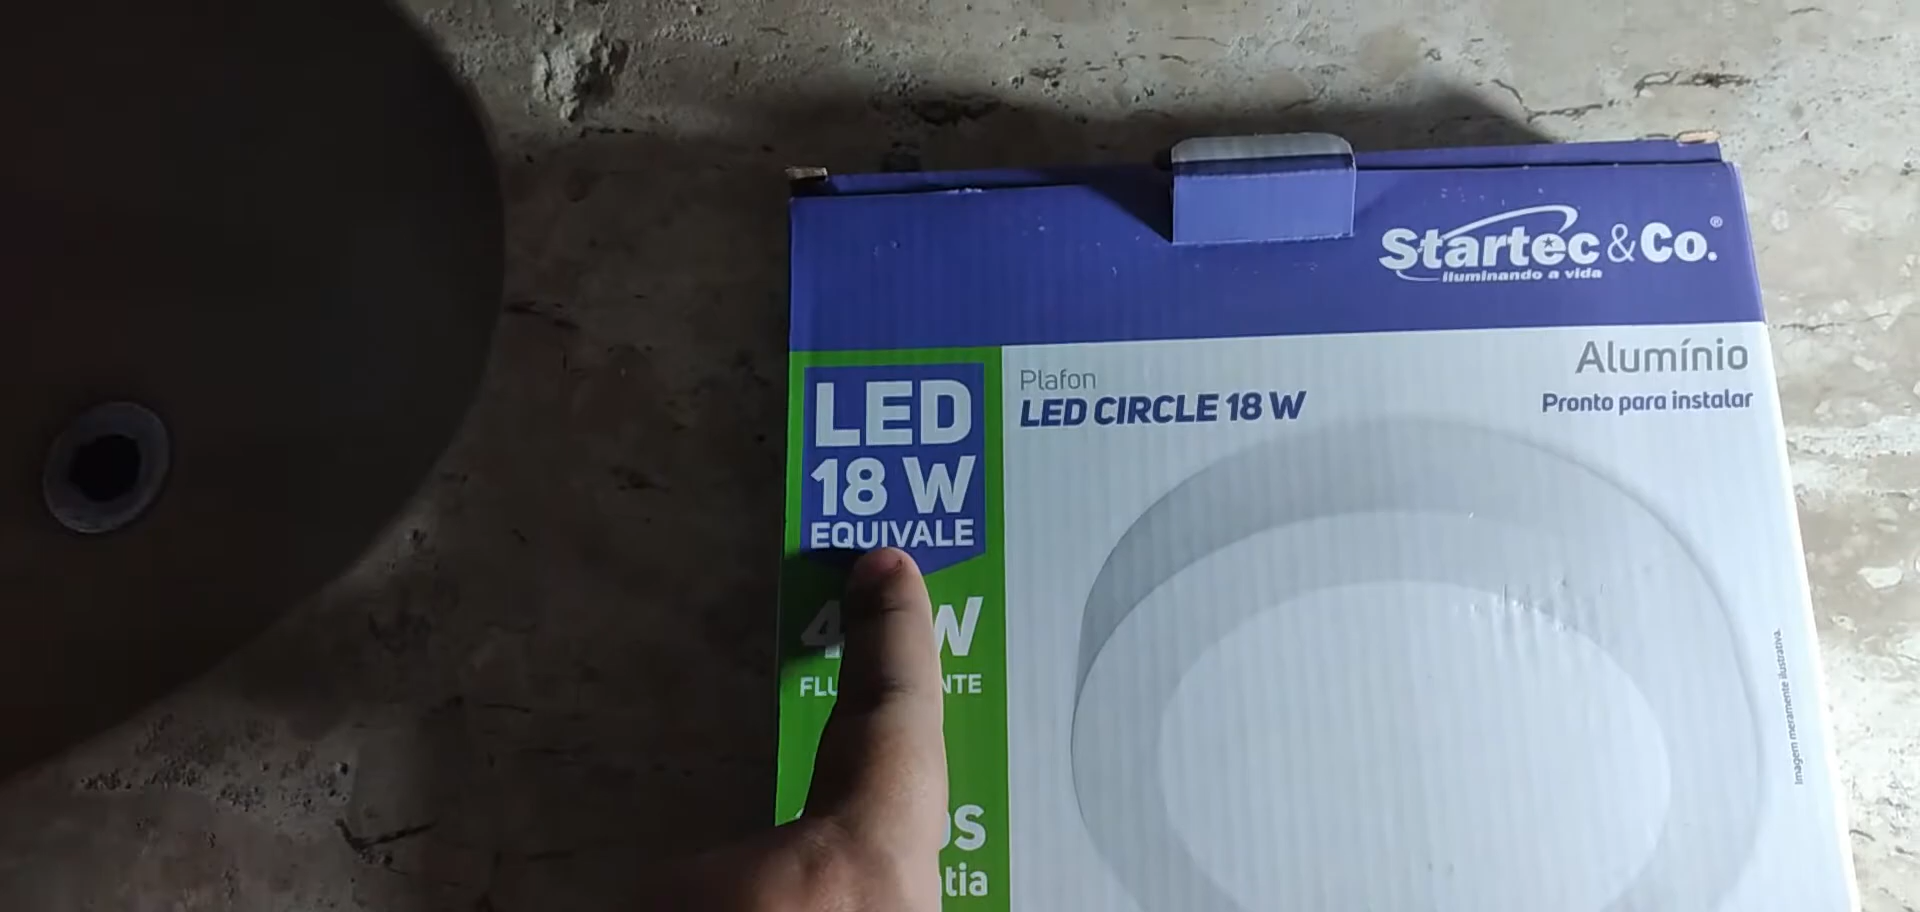 Startec & Co.®
iluminando a vida
Alumínio
Pronto para instalar
Plafon
LED CIRCLE 18 W
LED
18 W
EQUIVALE
Imagem meramente ilustrativa.